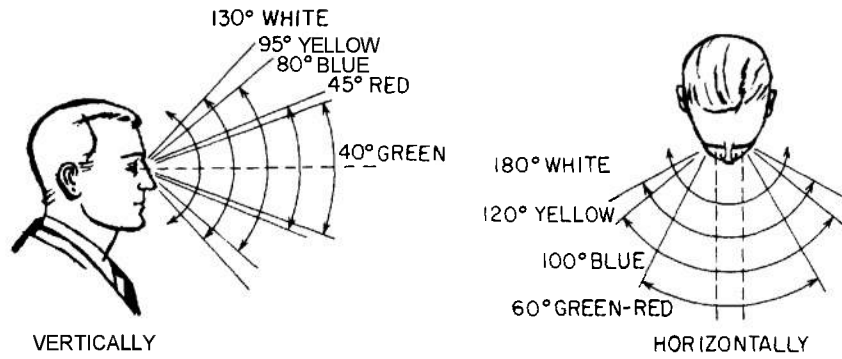 130° WHITE
95° YELLOW
80° BLUE
45° RED
40° GREEN
VERTICALLY
180° WHITE
120° YELLOW
100° BLUE
60° GREEN-RED
HORIZONTALLY